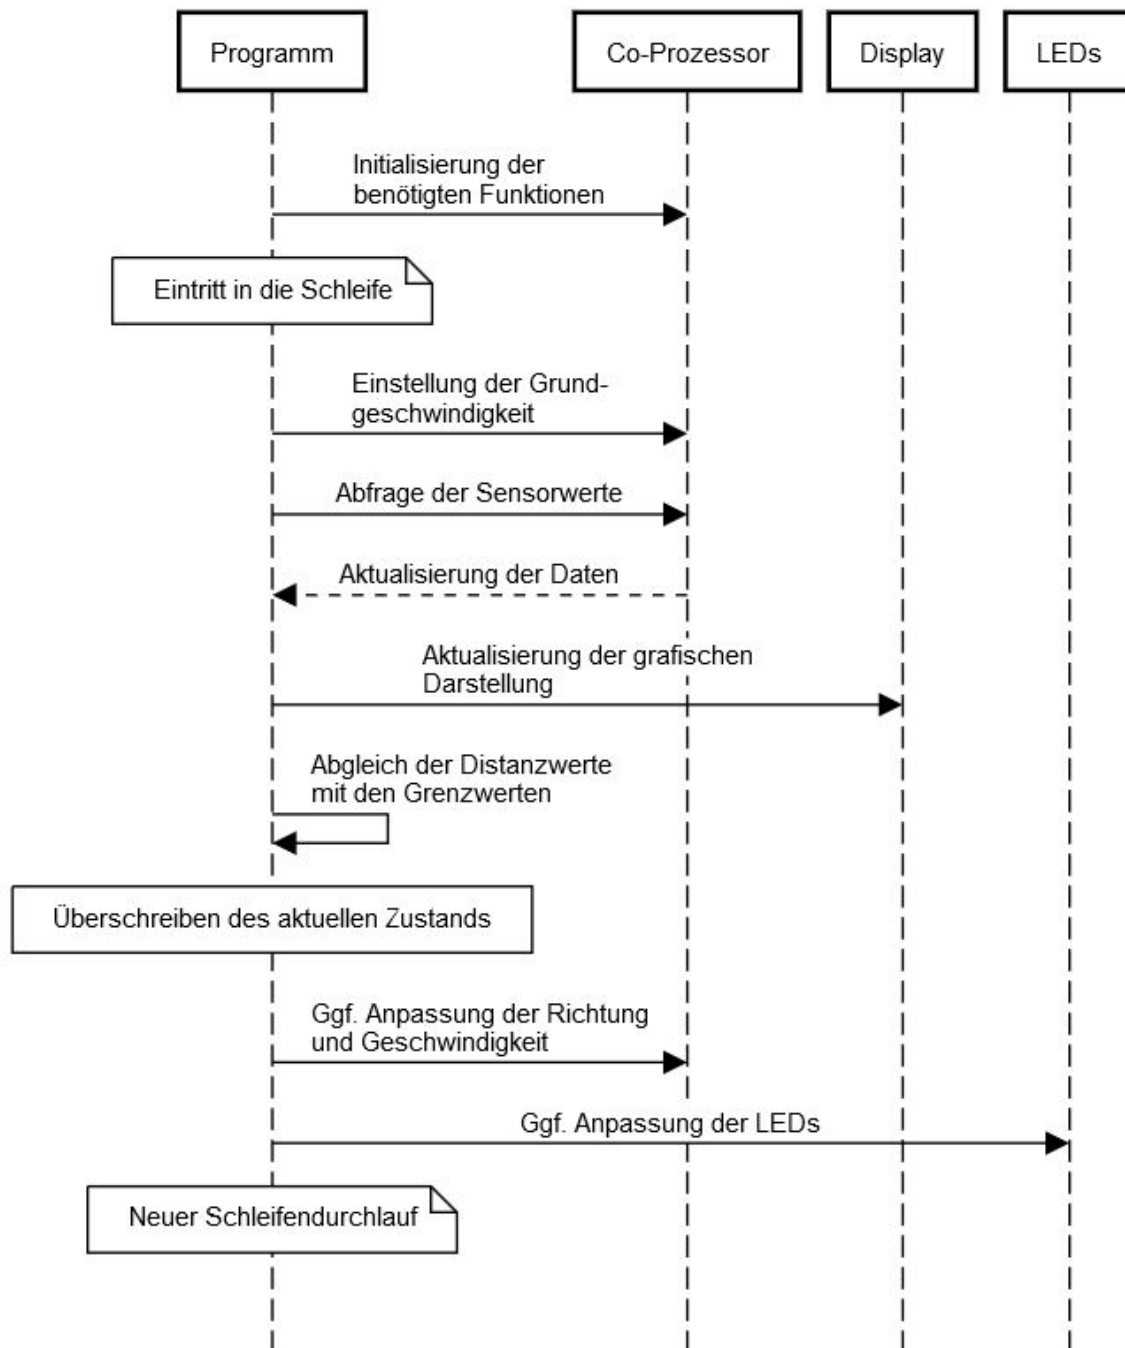 Programm
Co-Prozessor
Display
LEDs
Initialisierung der
benötigten Funktionen
Eintritt in die Schleife
Einstellung der Grund-
geschwindigkeit
Abfrage der Sensorwerte
Aktualisierung der Daten
Aktualisierung der grafischen
Darstellung
Abgleich der Distanzwerte
mit den Grenzwerten
Überschreiben des aktuellen Zustands
Ggf. Anpassung der Richtung
und Geschwindigkeit
Ggf. Anpassung der LEDs
Neuer Schleifendurchlauf